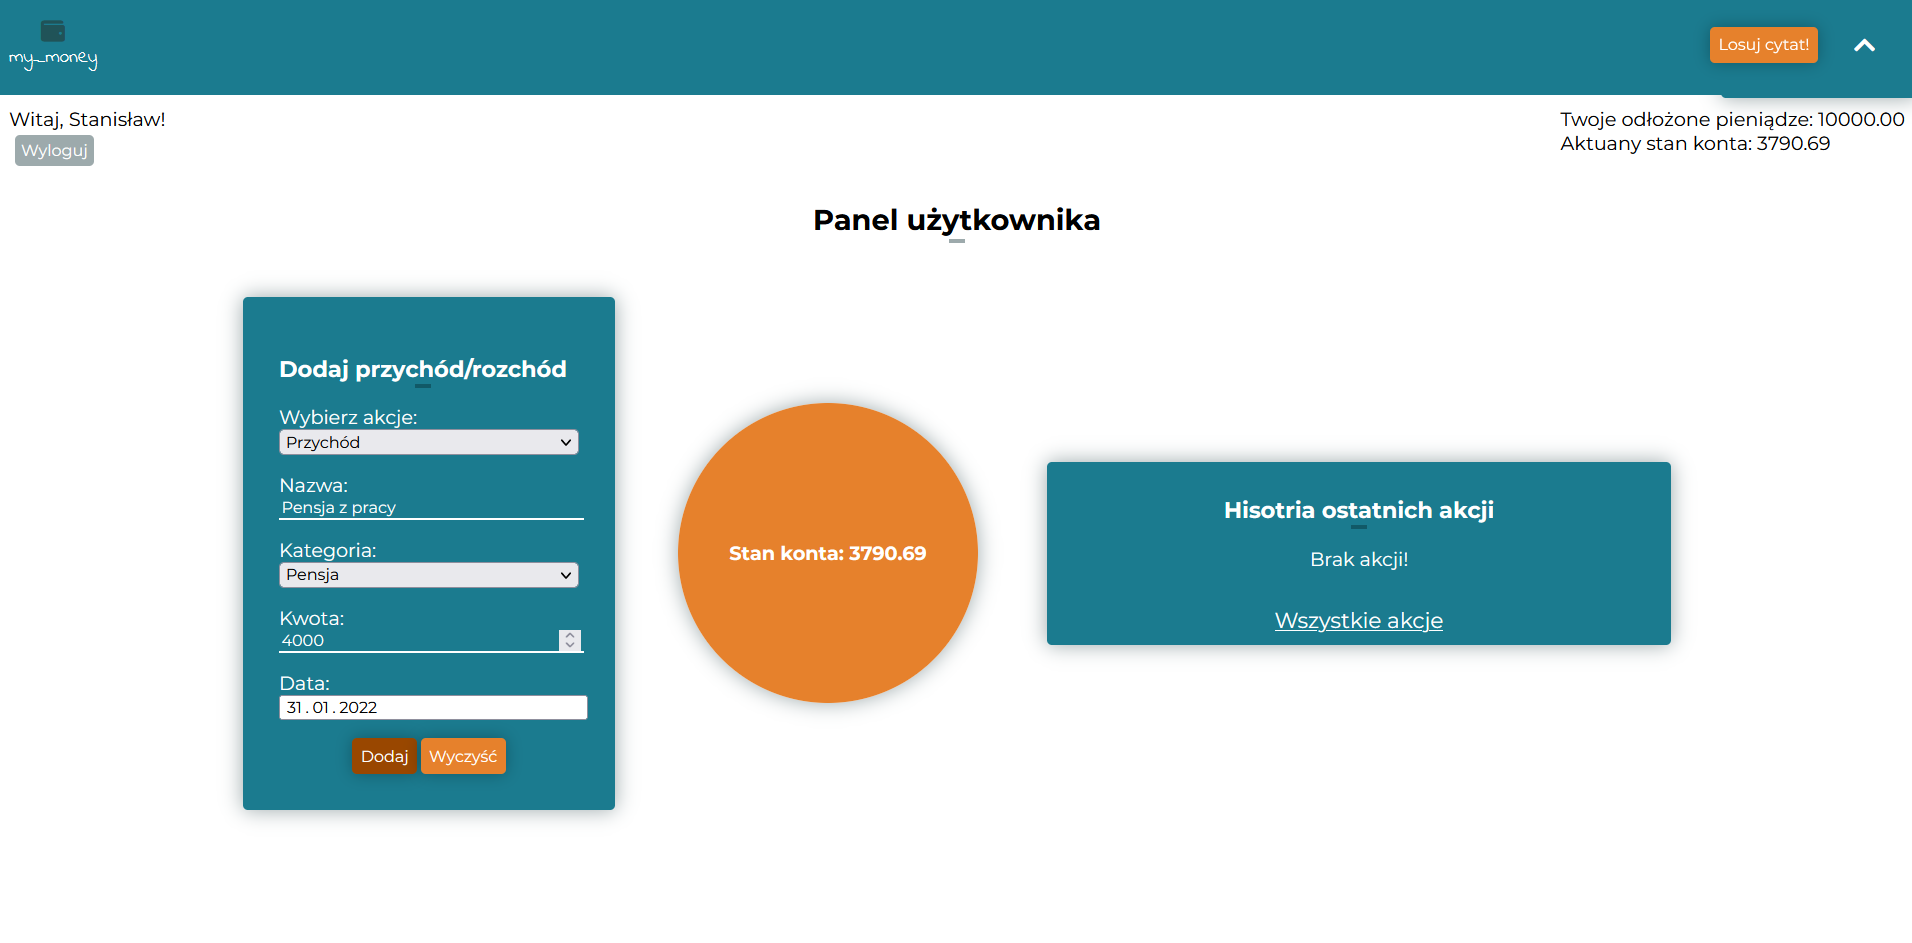 my_money
Losuj cytat!
Witaj, Stanisław!
Wyloguj
Twoje odłożone pieniądze: 10000.00
Aktuany stan konta: 3790.69
Panel użytkownika
Dodaj przychód/rozchód
Wybierz akcje:
Przychód
Nazwa:
Pensja z pracy
Kategoria:
Pensja
Kwota:
4000
Data:
31 . 01 . 2022
Dodaj
Wyczyść
Stan konta: 3790.69
Hisotria ostatnich akcji
Brak akcji!
Wszystkie akcje